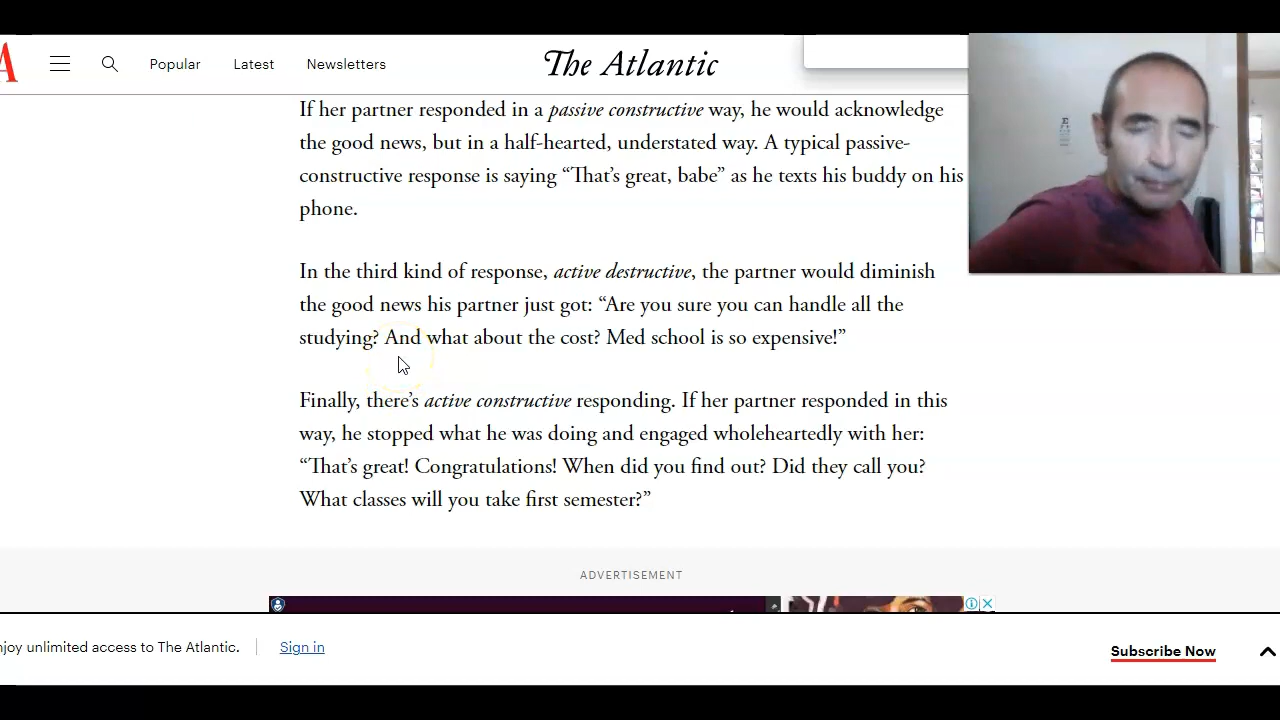 A
Popular Latest Newsletters The Atlantic
If her partner responded in a passive constructive way, he would acknowledge
the good news, but in a half-hearted, understated way. A typical passive-
constructive response is saying “That’s great, babe” as he texts his buddy on his
phone.
In the third kind of response, active destructive, the partner would diminish
the good news his partner just got: “Are you sure you can handle all the
studying? And what about the cost? Med school is so expensive!”
Finally, there’s active constructive responding. If her partner responded in this
way, he stopped what he was doing and engaged wholeheartedly with her:
“That’s great! Congratulations! When did you find out? Did they call you?
What classes will you take first semester?”
ADVERTISEMENT
njoy unlimited access to The Atlantic. Sign in Subscribe Now